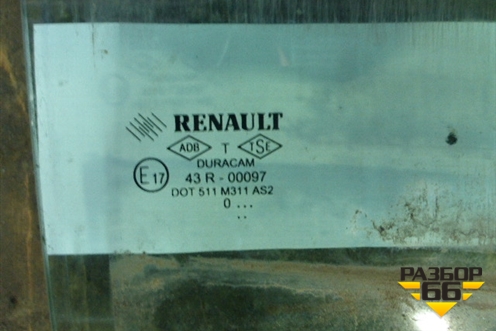 RENAULT
ADB T TSE
DURACAM
E17 43 R - 00097
DOT 511 M311 AS2
0 ...
..
РАЗБОР
66